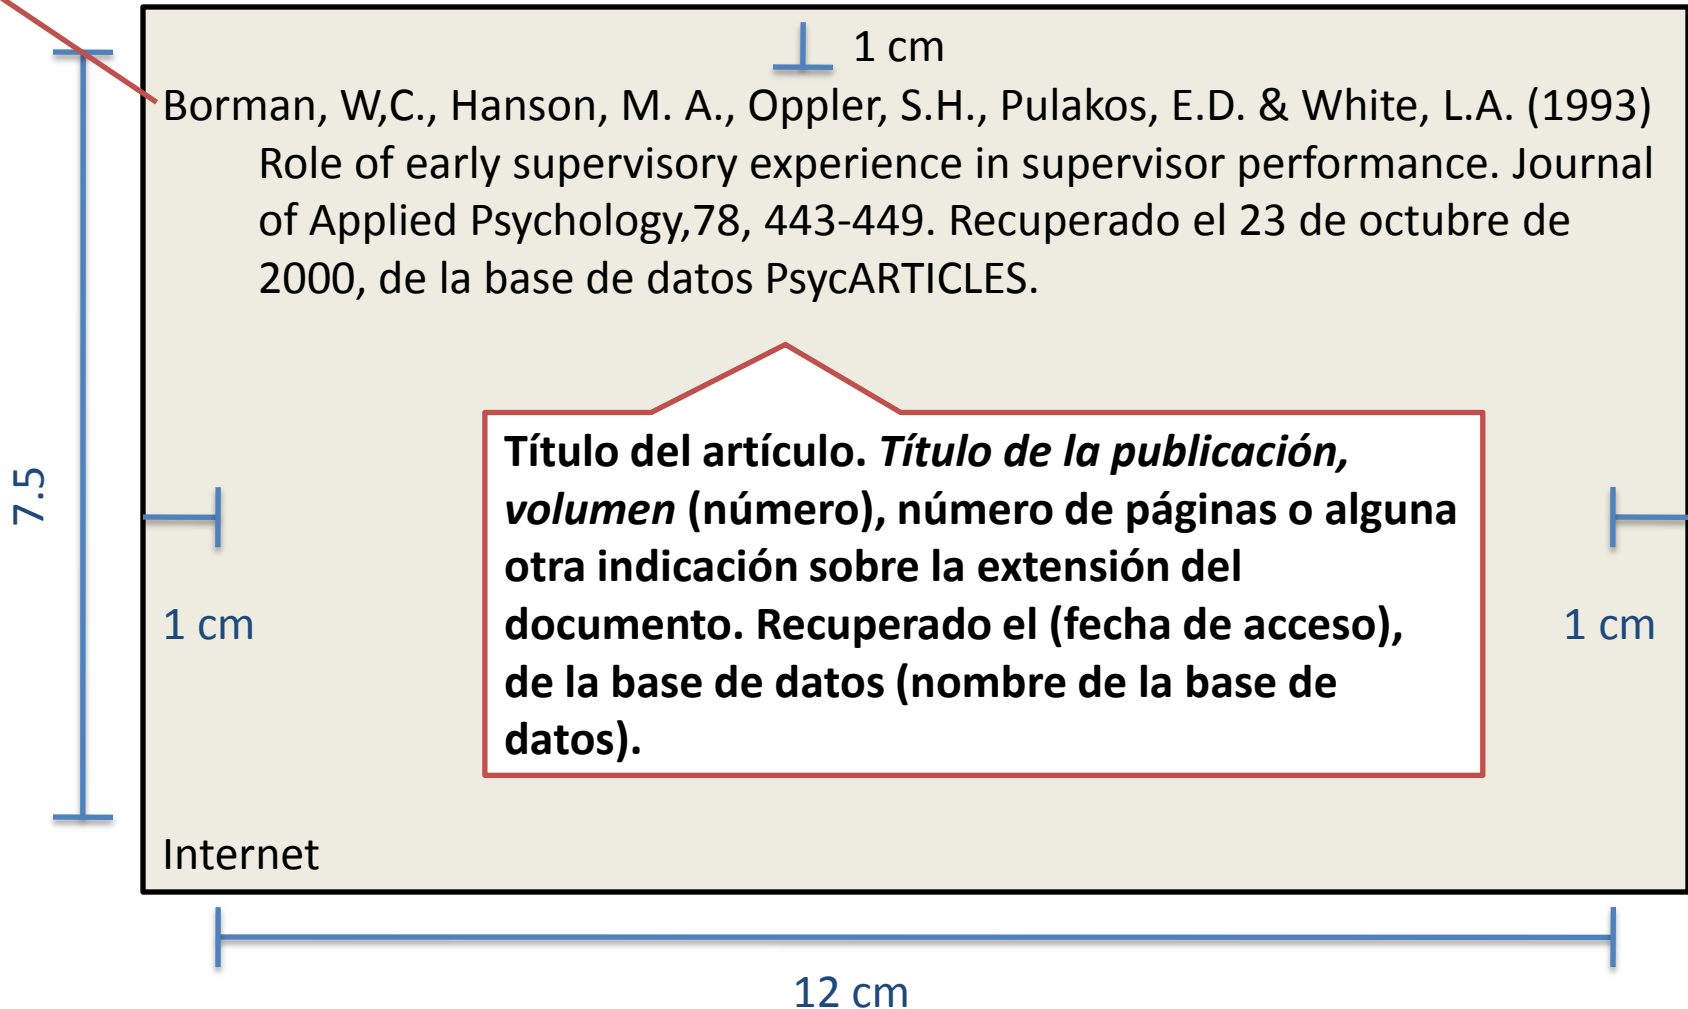 1 cm
Borman, W,C., Hanson, M. A., Oppler, S.H., Pulakos, E.D. & White, L.A. (1993)
Role of early supervisory experience in supervisor performance. Journal
of Applied Psychology,78, 443-449. Recuperado el 23 de octubre de
2000, de la base de datos PsycARTICLES.
Título del artículo. Título de la publicación,
volumen (número), número de páginas o alguna
otra indicación sobre la extensión del
documento. Recuperado el (fecha de acceso),
de la base de datos (nombre de la base de
datos).
7.5
1 cm
1 cm
Internet
12 cm